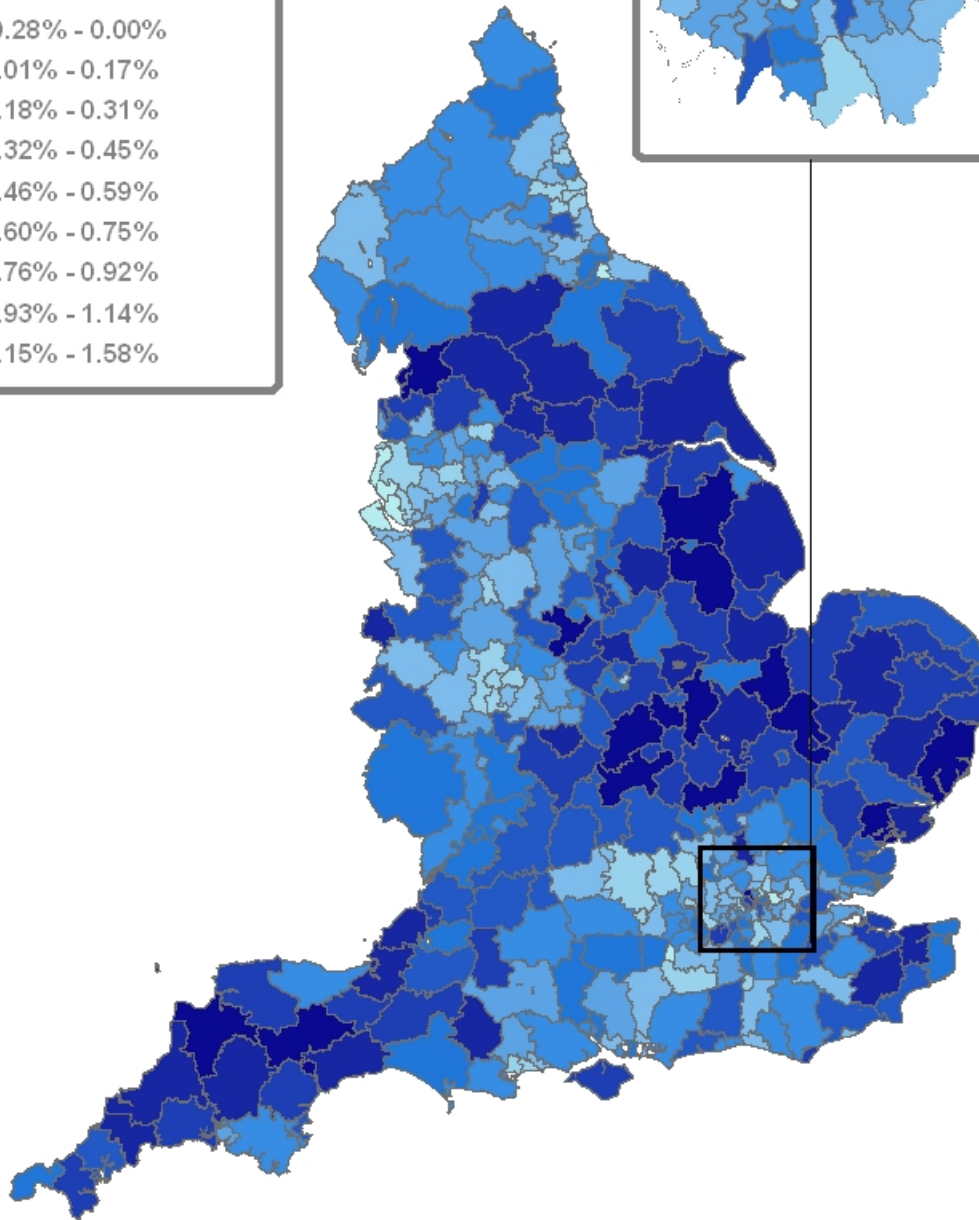 0.28% - 0.00%
.01% - 0.17%
.18% - 0.31%
.32% - 0.45%
.46% - 0.59%
.60% - 0.75%
.76% - 0.92%
.93% - 1.14%
.15% - 1.58%